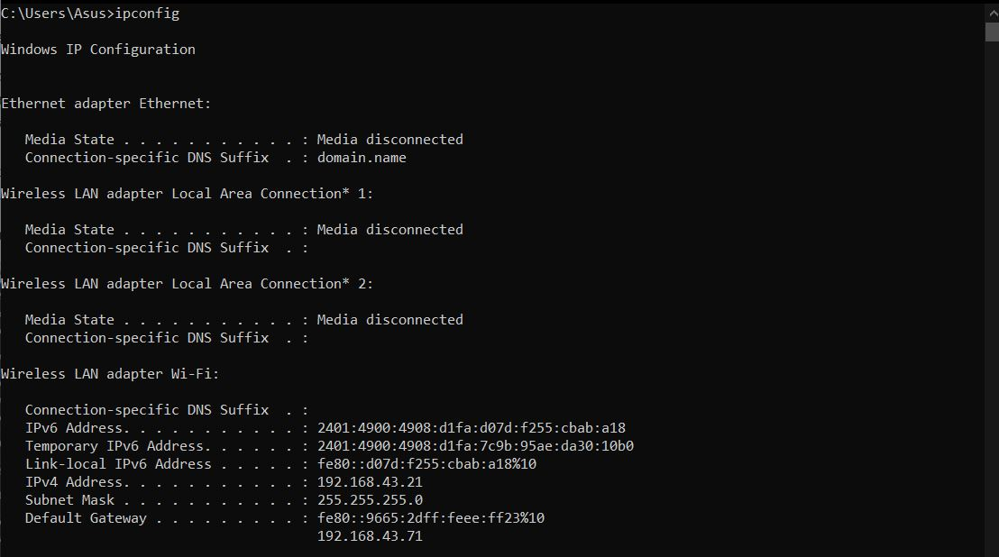 C:\Users\Asus>ipconfig
Windows IP Configuration
Ethernet adapter Ethernet:
   Media State . . . . . . . . . . . : Media disconnected
   Connection-specific DNS Suffix  . : domain.name
Wireless LAN adapter Local Area Connection* 1:
   Media State . . . . . . . . . . . : Media disconnected
   Connection-specific DNS Suffix  . :
Wireless LAN adapter Local Area Connection* 2:
   Media State . . . . . . . . . . . : Media disconnected
   Connection-specific DNS Suffix  . :
Wireless LAN adapter Wi-Fi:
   Connection-specific DNS Suffix  . :
   IPv6 Address. . . . . . . . . . . : 2401:4900:4908:d1fa:d07d:f255:cbab:a18
   Temporary IPv6 Address. . . . . . : 2401:4900:4908:d1fa:7c9b:95ae:da30:10b0
   Link-local IPv6 Address . . . . . : fe80::d07d:f255:cbab:a18%10
   IPv4 Address. . . . . . . . . . . : 192.168.43.21
   Subnet Mask . . . . . . . . . . . : 255.255.255.0
   Default Gateway . . . . . . . . . : fe80::9665:2dff:feee:ff23%10
                                       192.168.43.71